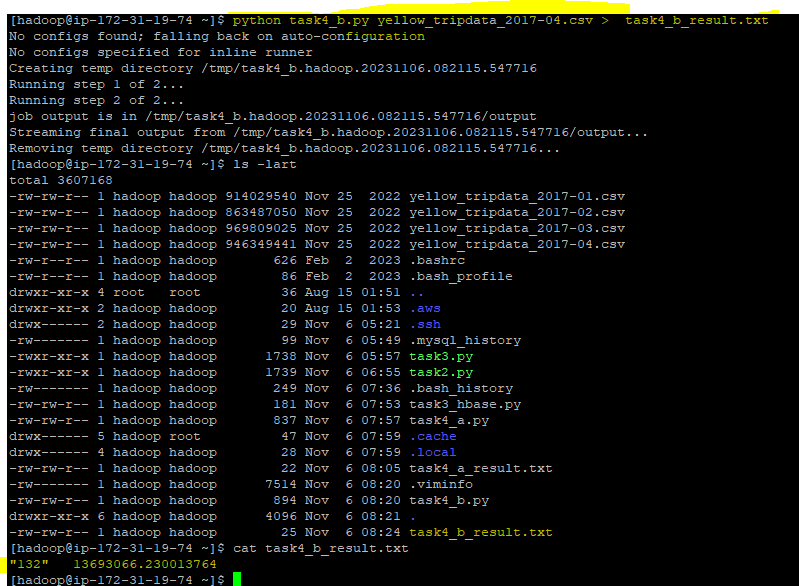 [hadoop@ip-172-31-19-74 ~]$ python task4_b.py yellow_tripdata_2017-04.csv >  task4_b_result.txt
No configs found; falling back on auto-configuration
No configs specified for inline runner
Creating temp directory /tmp/task4_b.hadoop.20231106.082115.547716
Running step 1 of 2...
Running step 2 of 2...
job output is in /tmp/task4_b.hadoop.20231106.082115.547716/output
Streaming final output from /tmp/task4_b.hadoop.20231106.082115.547716/output...
Removing temp directory /tmp/task4_b.hadoop.20231106.082115.547716...
[hadoop@ip-172-31-19-74 ~]$ ls -lart
total 3607168
-rw-rw-r-- 1 hadoop hadoop 914029540 Nov 25  2022 yellow_tripdata_2017-01.csv
-rw-rw-r-- 1 hadoop hadoop 863487050 Nov 25  2022 yellow_tripdata_2017-02.csv
-rw-rw-r-- 1 hadoop hadoop 969809025 Nov 25  2022 yellow_tripdata_2017-03.csv
-rw-rw-r-- 1 hadoop hadoop 946349441 Nov 25  2022 yellow_tripdata_2017-04.csv
-rw-r--r-- 1 hadoop hadoop       626 Feb  2  2023 .bashrc
-rw-r--r-- 1 hadoop hadoop        86 Feb  2  2023 .bash_profile
drwxr-xr-x 4 root   root          36 Aug 15 01:51 ..
drwxr-xr-x 2 hadoop hadoop        20 Aug 15 01:53 .aws
drwx------ 2 hadoop hadoop        29 Nov  6 05:21 .ssh
-rw------- 1 hadoop hadoop        99 Nov  6 05:49 .mysql_history
-rwxr-xr-x 1 hadoop hadoop      1738 Nov  6 05:57 task3.py
-rwxr-xr-x 1 hadoop hadoop      1739 Nov  6 06:55 task2.py
-rw------- 1 hadoop hadoop       249 Nov  6 07:36 .bash_history
-rw-rw-r-- 1 hadoop hadoop       181 Nov  6 07:53 task3_hbase.py
-rw-rw-r-- 1 hadoop hadoop       837 Nov  6 07:57 task4_a.py
drwx------ 5 hadoop root          47 Nov  6 07:59 .cache
drwx------ 4 hadoop hadoop        28 Nov  6 07:59 .local
-rw-rw-r-- 1 hadoop hadoop        22 Nov  6 08:05 task4_a_result.txt
-rw------- 1 hadoop hadoop      7514 Nov  6 08:20 .viminfo
-rw-rw-r-- 1 hadoop hadoop       894 Nov  6 08:20 task4_b.py
drwxr-xr-x 6 hadoop hadoop      4096 Nov  6 08:21 .
-rw-rw-r-- 1 hadoop hadoop        25 Nov  6 08:24 task4_b_result.txt
[hadoop@ip-172-31-19-74 ~]$ cat task4_b_result.txt
"132"   13693066.230013764
[hadoop@ip-172-31-19-74 ~]$